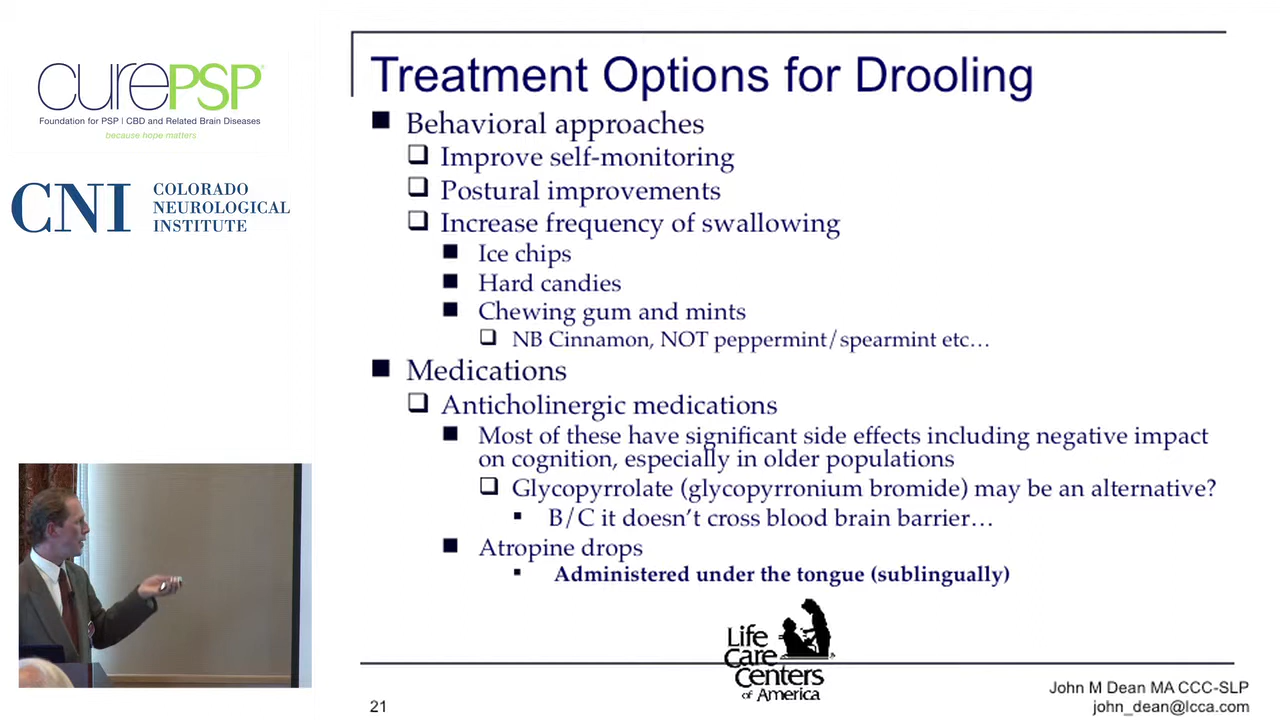 curePSP
Foundation for PSP | CBD and Related Brain Diseases
because hope matters
CNI
COLORADO
NEUROLOGICAL
INSTITUTE
Treatment Options for Drooling
Behavioral approaches
Improve self-monitoring
Postural improvements
Increase frequency of swallowing
Ice chips
Hard candies
Chewing gum and mints
NB Cinnamon, NOT peppermint/spearmint etc…
Medications
Anticholinergic medications
Most of these have significant side effects including negative impact
on cognition, especially in older populations
Glycopyrrolate (glycopyrronium bromide) may be an alternative?
B/C it doesn't cross blood brain barrier…
Atropine drops
Administered under the tongue (sublingually)
Life
Care
Centers
of America
21
John M Dean MA CCC-SLP
john_dean@lcca.com